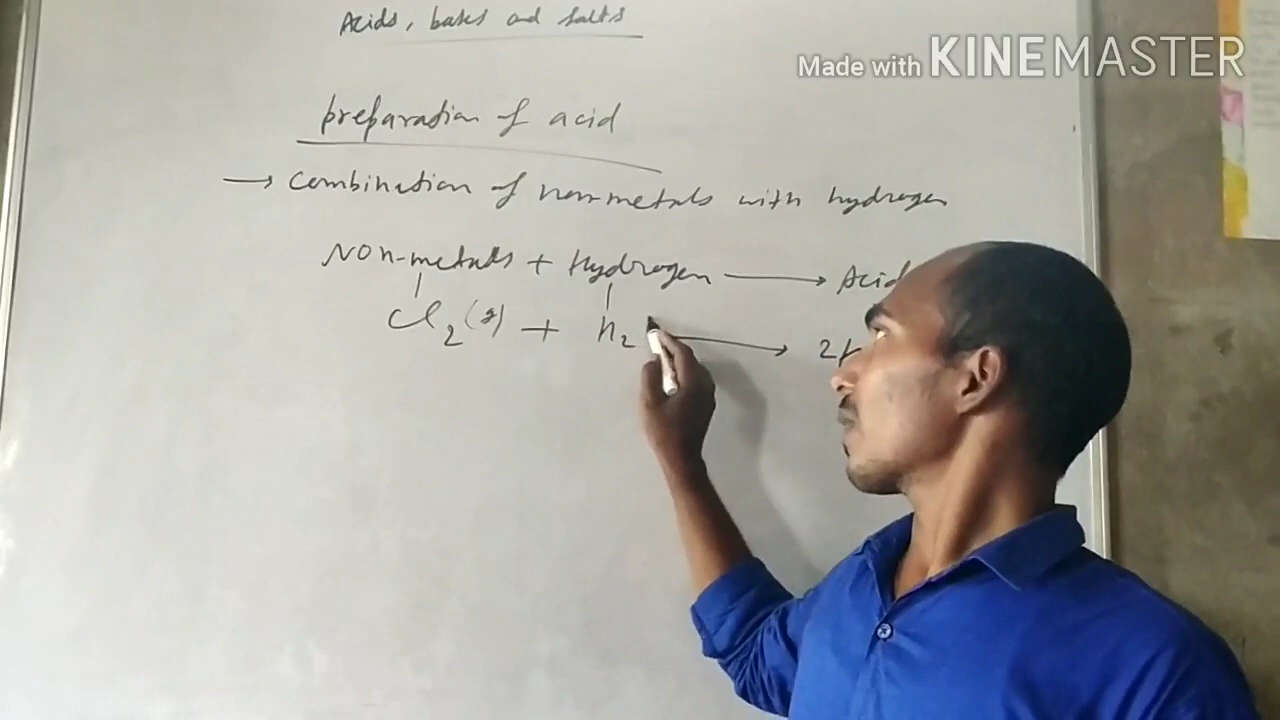 Acids, bases and salts
Made with KINEMASTER
preparation of acid
→ Combination of non-metals with hydrogen
Non-metals + Hydrogen → Acid
Cl2(g) + H2 → 2H